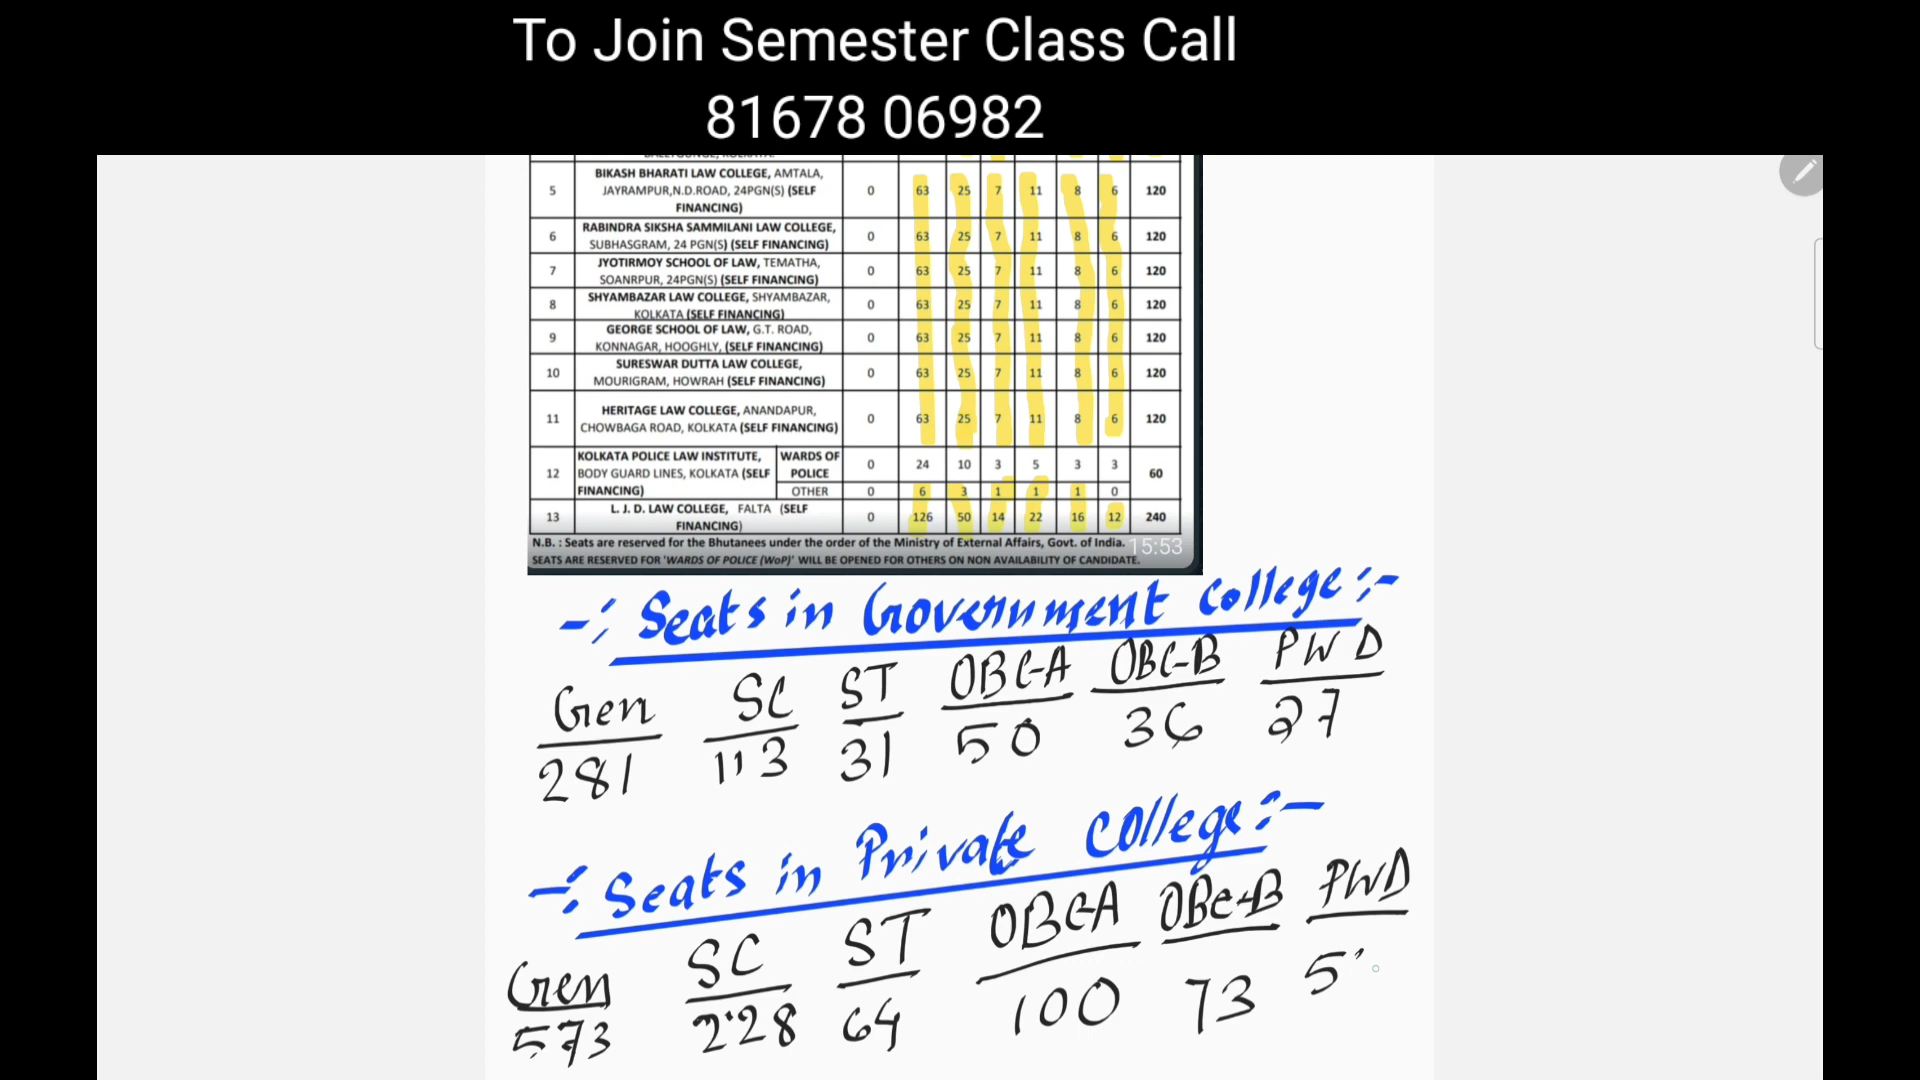 To Join Semester Class Call
81678 06982
5 BIKASH BHARATI LAW COLLEGE, AMTALA, JAYRAMPUR,N.D.ROAD, 24PGN(S) (SELF FINANCING) 0 63 25 7 11 8 6 120
6 RABINDRA SIKSHA SAMMILANI LAW COLLEGE, SUBHASGRAM, 24 PGN(S) (SELF FINANCING) 0 63 25 7 11 8 6 120
7 JYOTIRMOY SCHOOL OF LAW, TEMATHA, SOANRPUR, 24PGN(S) (SELF FINANCING) 0 63 25 7 11 8 6 120
8 SHYAMBAZAR LAW COLLEGE, SHYAMBAZAR, KOLKATA (SELF FINANCING) 0 63 25 7 11 8 6 120
9 GEORGE SCHOOL OF LAW, G.T. ROAD, KONNAGAR, HOOGHLY, (SELF FINANCING) 0 63 25 7 11 8 6 120
10 SURESWAR DUTTA LAW COLLEGE, MOURIGRAM, HOWRAH (SELF FINANCING) 0 63 25 7 11 8 6 120
11 HERITAGE LAW COLLEGE, ANANDAPUR, CHOWBAGA ROAD, KOLKATA (SELF FINANCING) 0 63 25 7 11 8 6 120
12 KOLKATA POLICE LAW INSTITUTE, BODY GUARD LINES, KOLKATA (SELF FINANCING) WARDS OF POLICE 0 24 10 3 5 3 3 60
OTHER 0 6 3 1 1 1 0
13 L. J. D. LAW COLLEGE, FALTA (SELF FINANCING) 0 126 50 14 22 16 12 240
N.B. : Seats are reserved for the Bhutanees under the order of the Ministry of External Affairs, Govt. of India. 15:53
SEATS ARE RESERVED FOR 'WARDS OF POLICE (WoP)' WILL BE OPENED FOR OTHERS ON NON AVAILABILITY OF CANDIDATE.
-: Seats in Government College :-
Gen SC ST OBC-A OBC-B PWD
281 113 31 50 36 27
-: Seats in Private College :-
Gen SC ST OBC-A OBC-B PWD
573 228 64 100 73 5